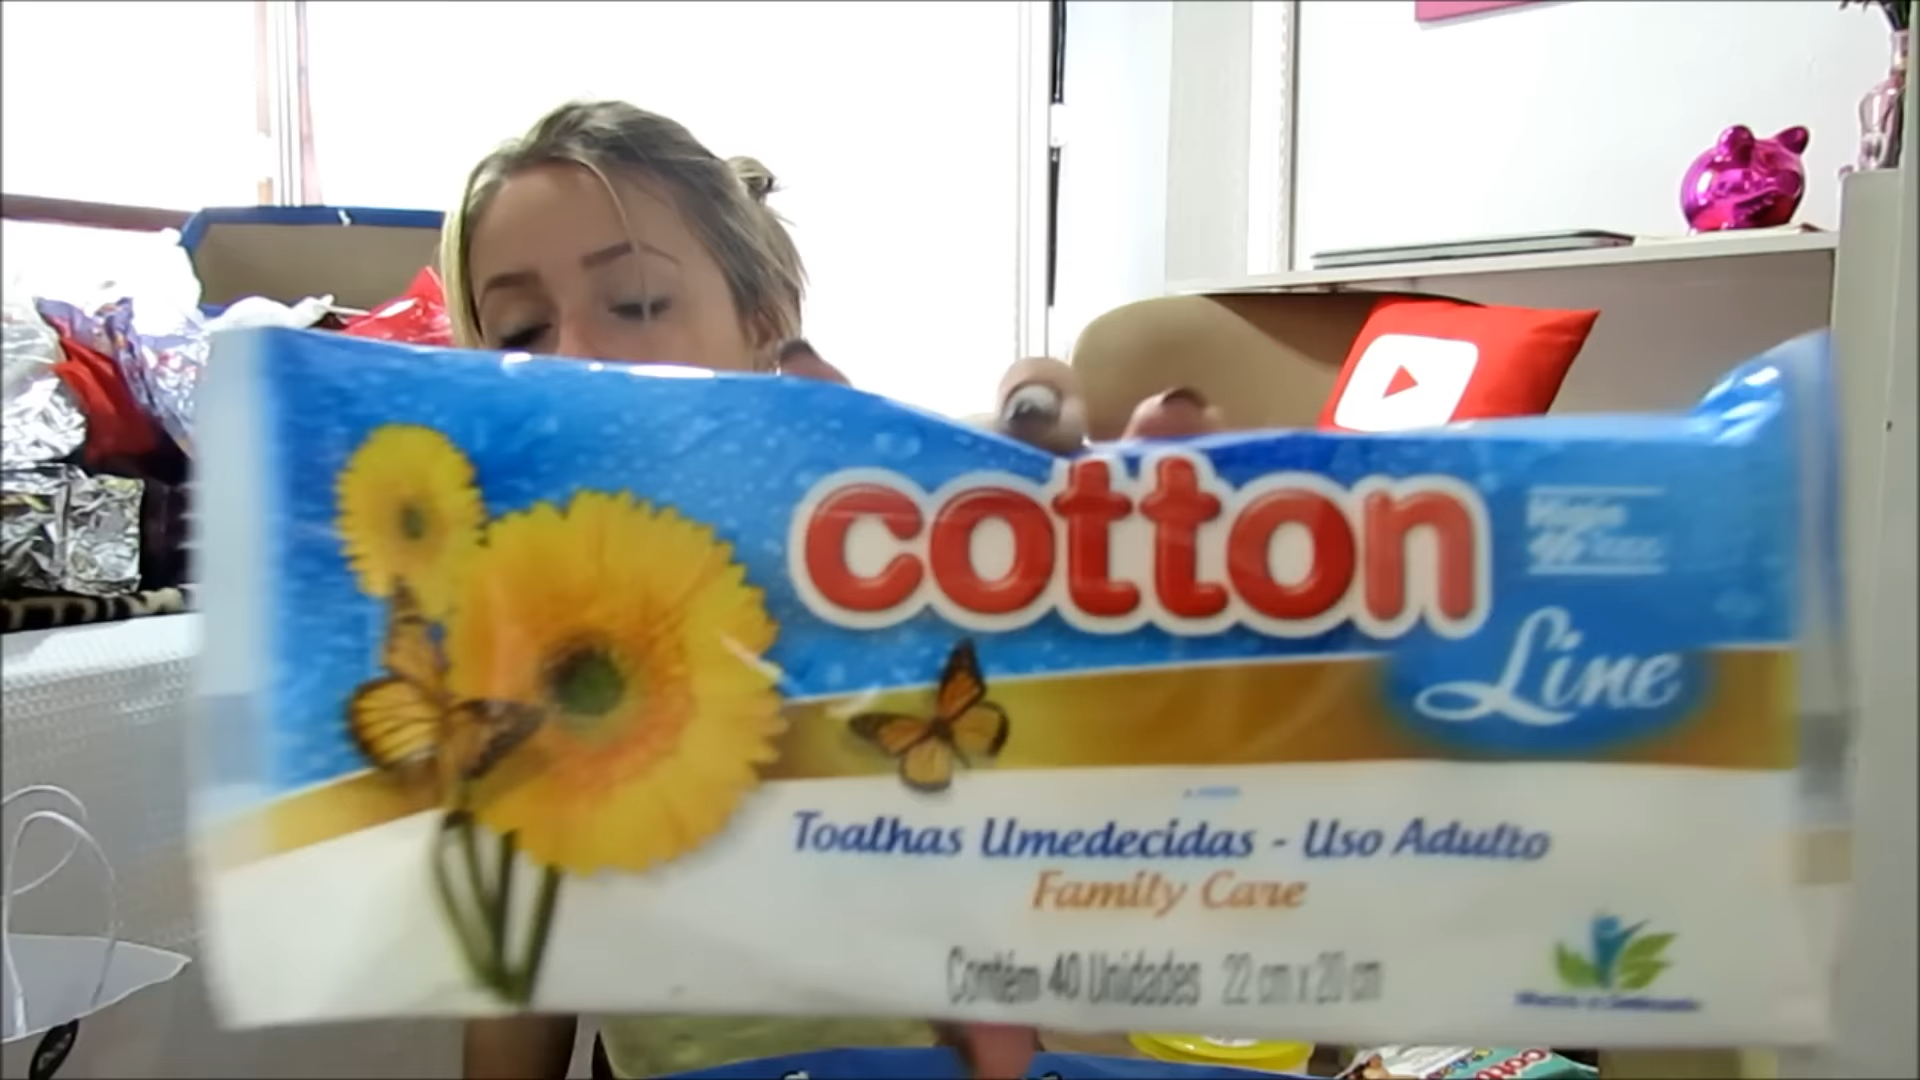 cotton
Line
Toalhas Umedecidas - Uso Adulto
Family Care
Contém 40 Unidades 22 cm x 20 cm